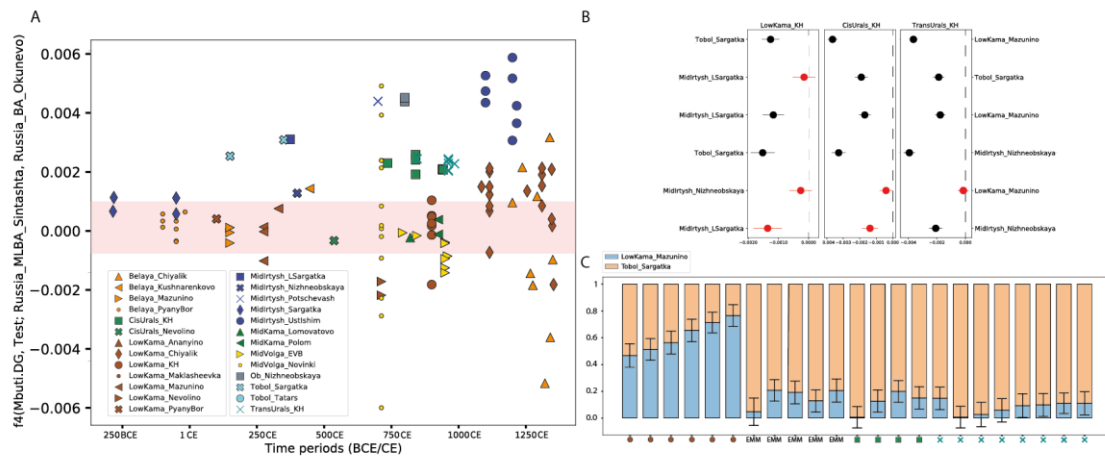 A
f4(Mbuti.DG, Test; Russia_MLBA_Sintashta, Russia_BA_Okunevo)
0.006
0.004
0.002
0.000
−0.002
−0.004
−0.006
Belaya_Chiyalik
Belaya_Kushnarenkovo
Belaya_Mazunino
Belaya_PyanyBor
CisUrals_KH
CisUrals_Nevolino
LowKama_Ananyino
LowKama_Chiyalik
LowKama_KH
LowKama_Maklasheevka
LowKama_Mazunino
LowKama_Nevolino
LowKama_PyanyBor
MidIrtysh_LSargatka
MidIrtysh_Nizhneobskaya
MidIrtysh_Potschevash
MidIrtysh_Sargatka
MidIrtysh_UstIshim
MidKama_Lomovatovo
MidKama_Polom
MidVolga_EVB
MidVolga_Novinki
Ob_Nizhneobskaya
Tobol_Sargatka
Tobol_Tatars
TransUrals_KH
250BCE 1 CE 250CE 500CE 750CE 1000CE 1250CE
Time periods (BCE/CE)
B
LowKama_KH CisUrals_KH TransUrals_KH
Tobol_Sargatka LowKama_Mazunino
MidIrtysh_LSargatka Tobol_Sargatka
MidIrtysh_LSargatka LowKama_Mazunino
Tobol_Sargatka MidIrtysh_Nizhneobskaya
MidIrtysh_Nizhneobskaya LowKama_Mazunino
MidIrtysh_LSargatka MidIrtysh_Nizhneobskaya
C
LowKama_Mazunino
Tobol_Sargatka
1
0.8
0.6
0.4
0.2
0.0
EMM EMM EMM EMM EMM